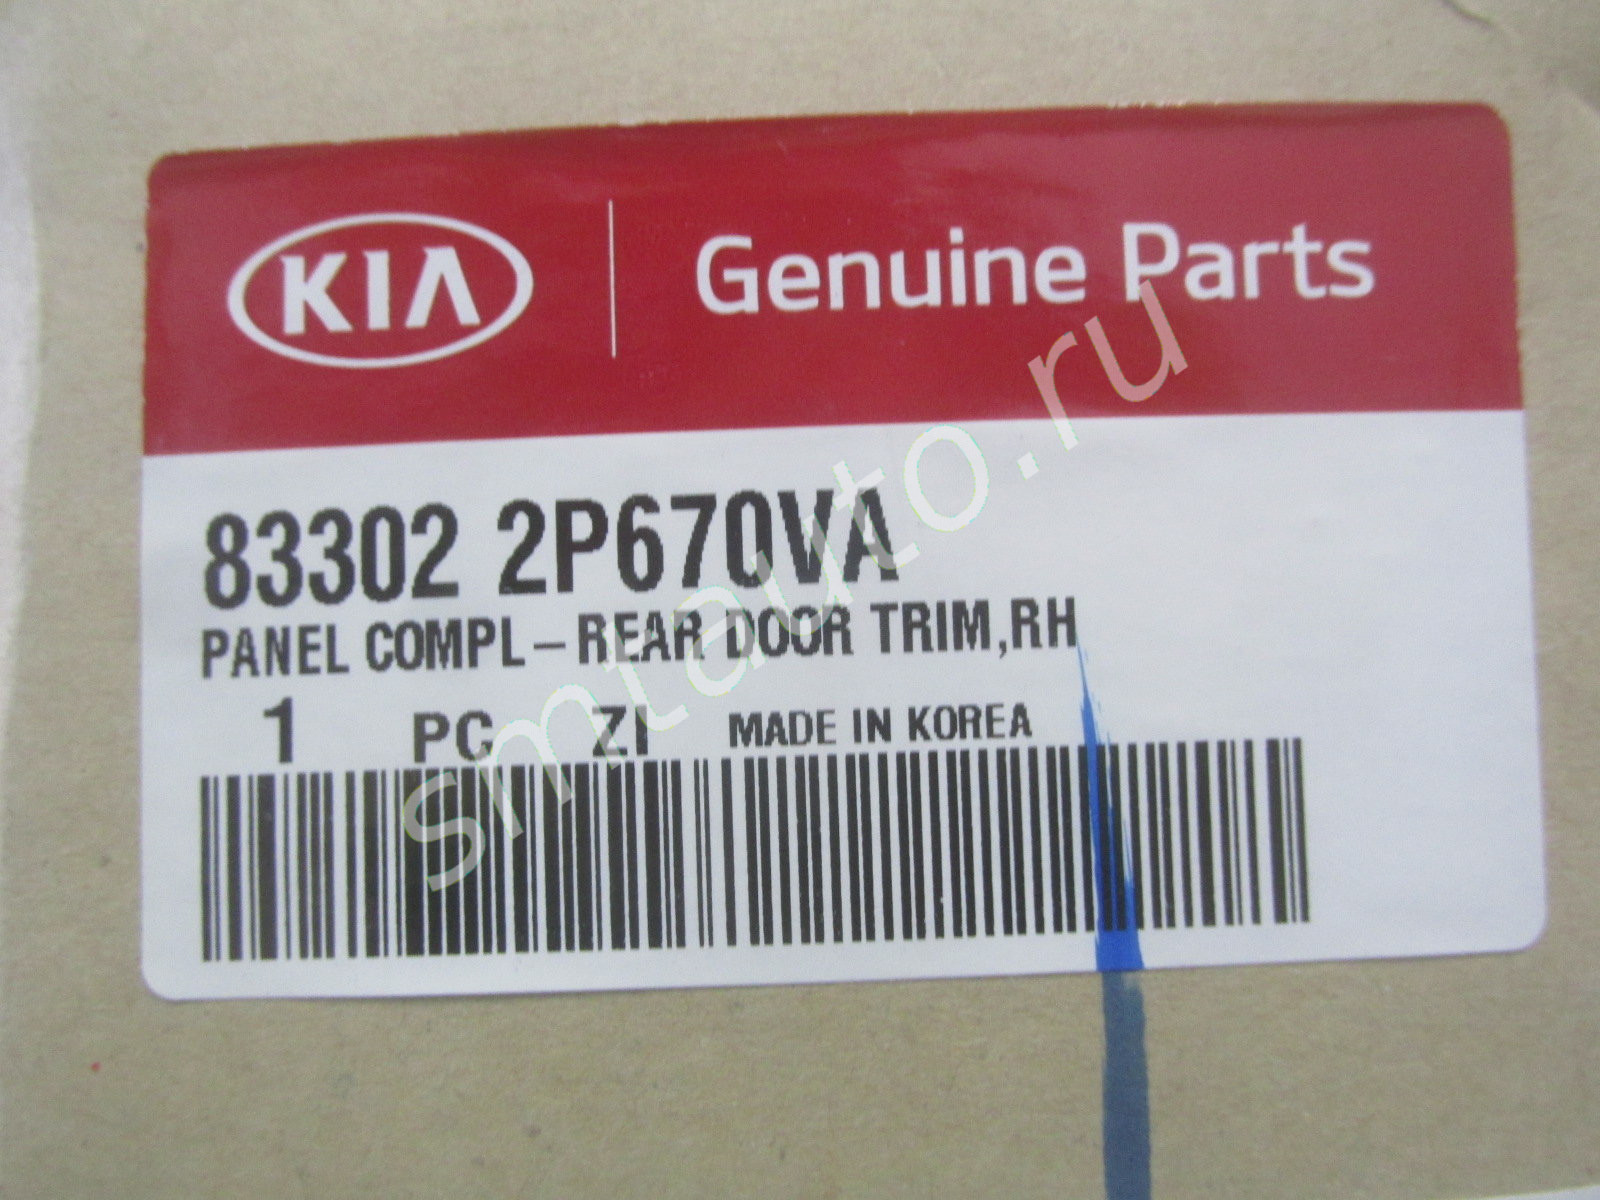 KIA Genuine Parts
83302 2P670VA
PANEL COMPL-REAR DOOR TRIM,RH
1 PC ZI MADE IN KOREA
smtauto.ru